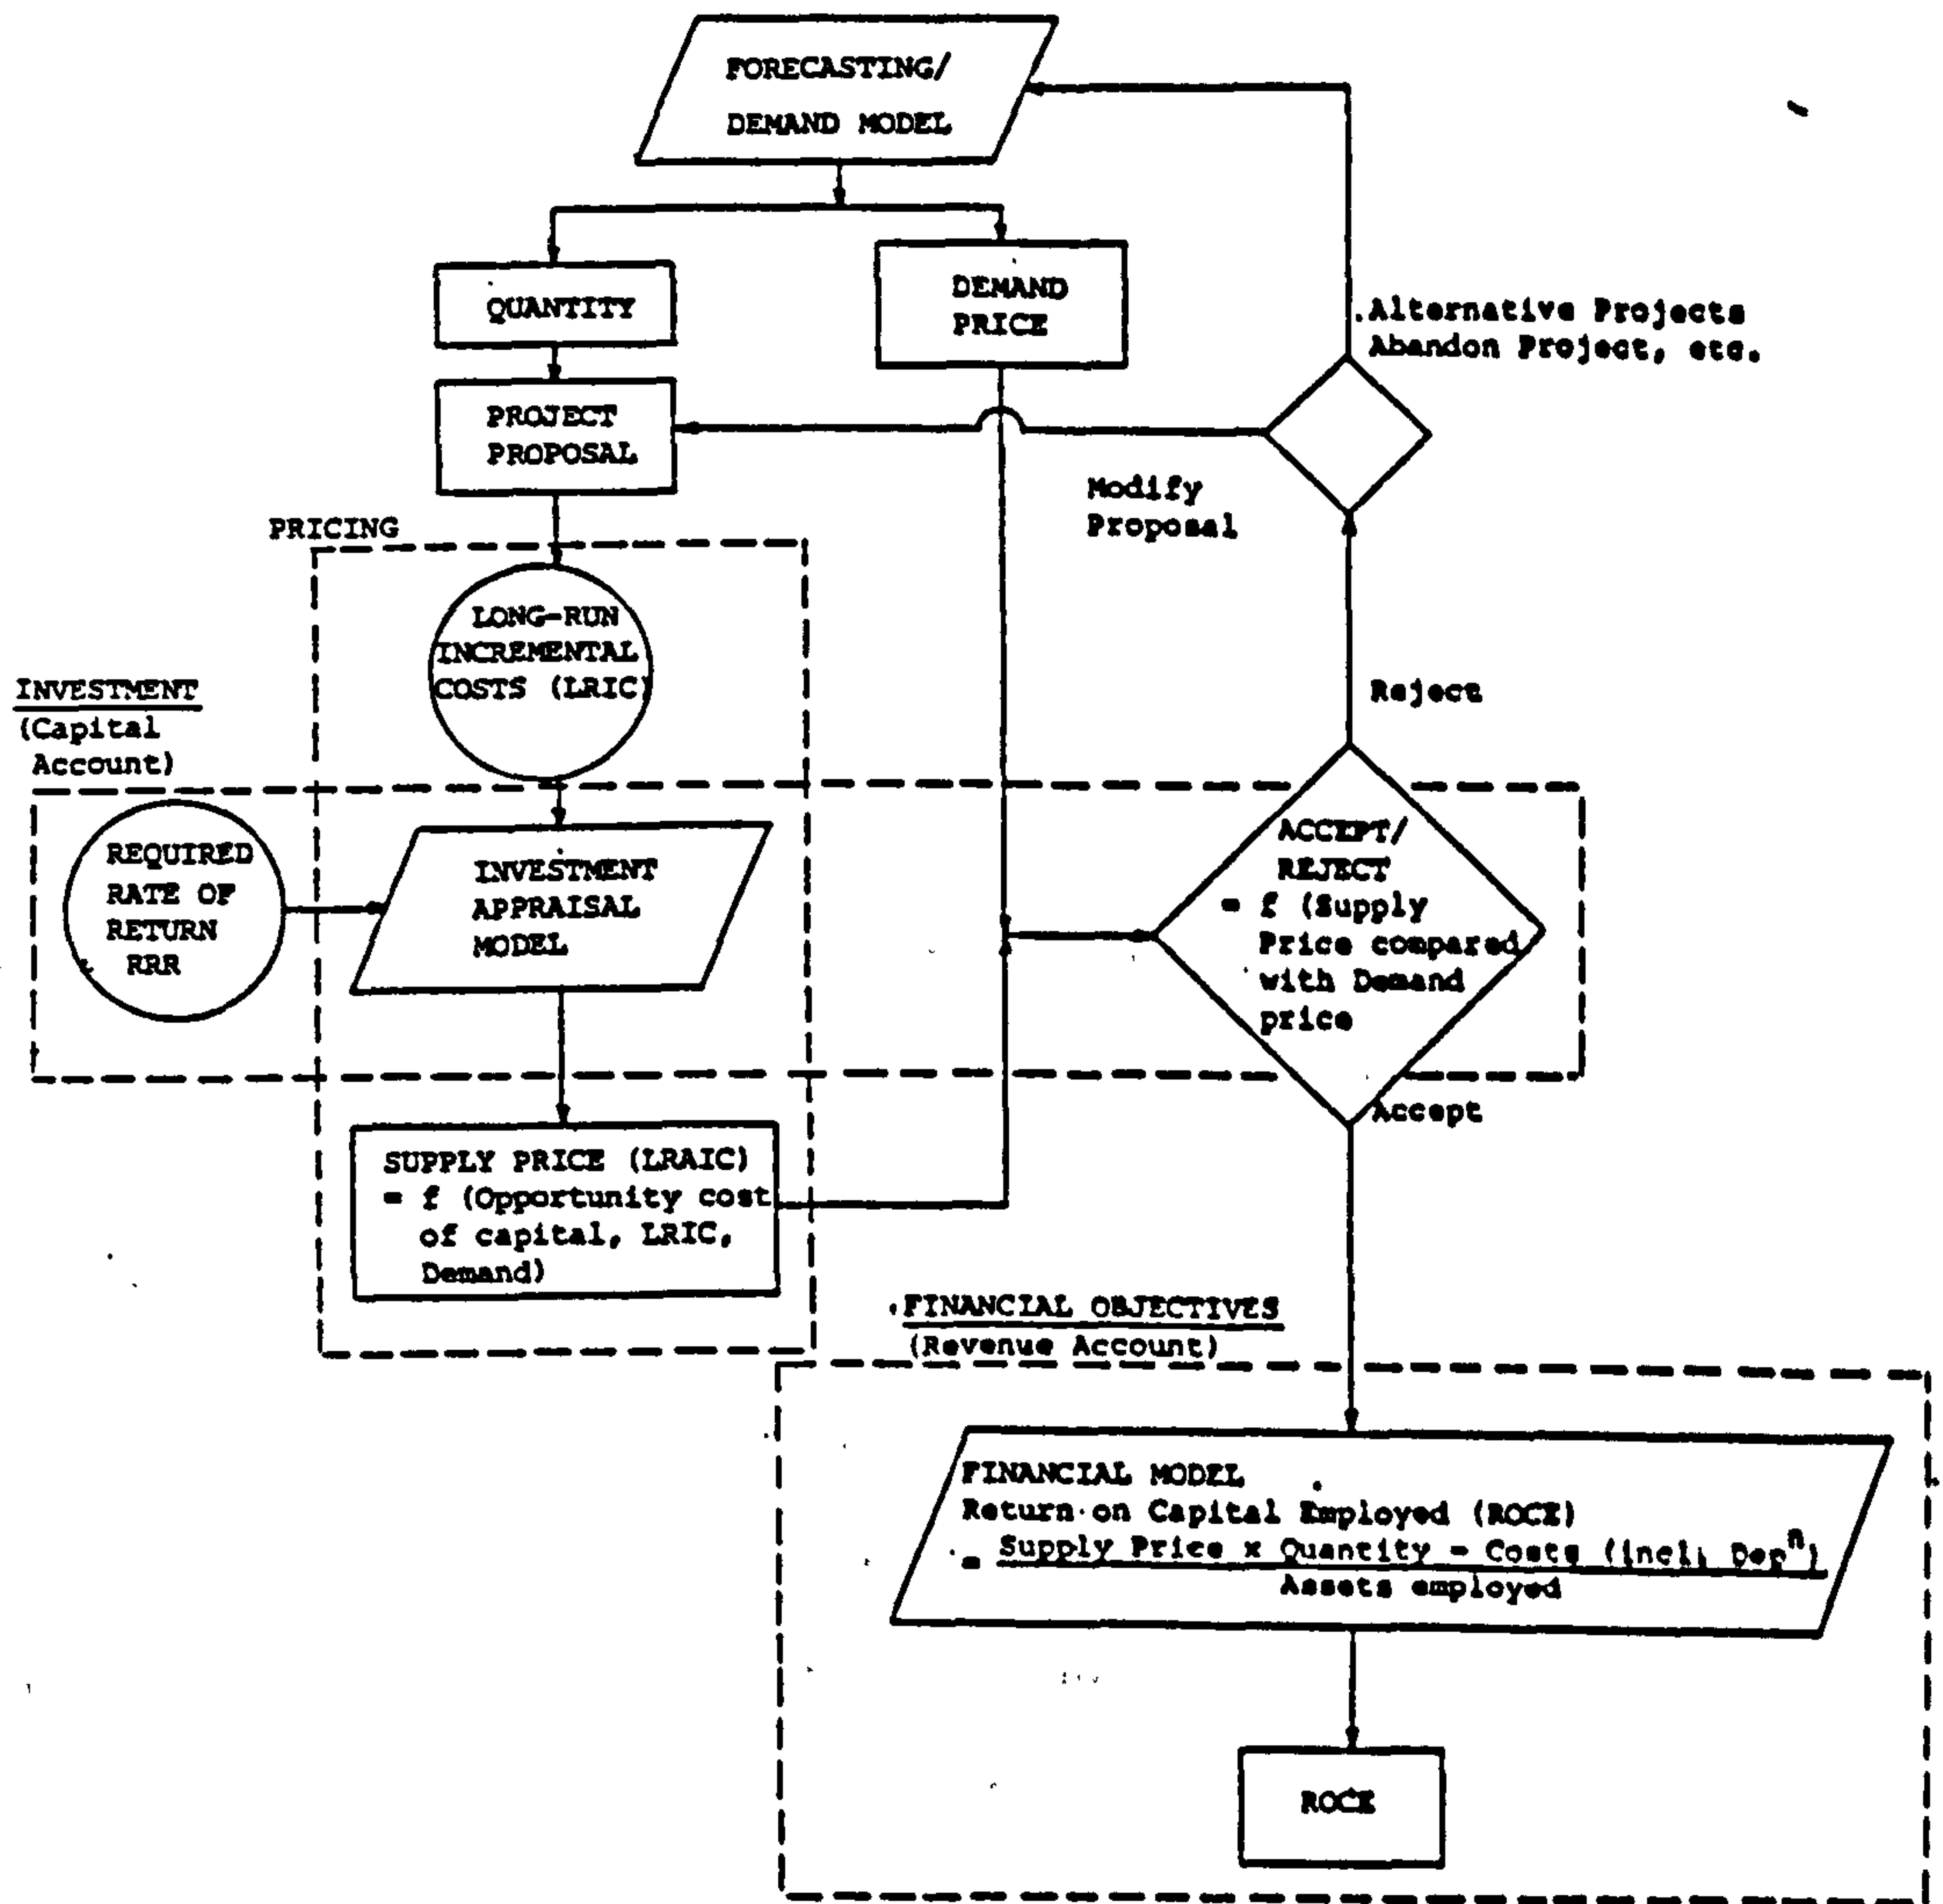 FORECASTING/
DEMAND MODEL
QUANTITY
DEMAND
PRICE
.Alternative Projects
Abandon Project, etc.
PROJECT
PROPOSAL
Modify
Proposal
PRICING
LONG-RUN
INCREMENTAL
COSTS (LRIC)
Reject
INVESTMENT
(Capital
Account)
REQUIRED
RATE OF
RETURN
RRR
INVESTMENT
APPRAISAL
MODEL
ACCEPT/
REJECT
= f (Supply
Price compared
with Demand
price
Accept
SUPPLY PRICE (LRAIC)
= f (Opportunity cost
of capital, LRIC,
Demand)
FINANCIAL OBJECTIVES
(Revenue Account)
FINANCIAL MODEL
Return on Capital Employed (ROCE)
= Supply Price x Quantity - Costs (incl. Depⁿ)
Assets employed
ROCE